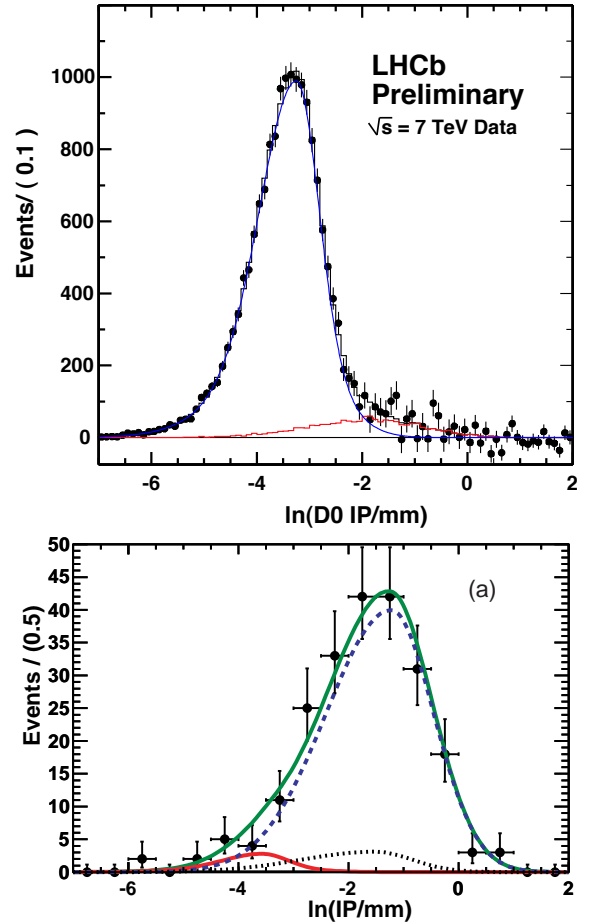 LHCb
Preliminary
√s = 7 TeV Data
Events/ ( 0.1 )
1000
800
600
400
200
0
-6 -4 -2 0 2
ln(D0 IP/mm)
(a)
Events / (0.5)
50
45
40
35
30
25
20
15
10
5
0
-6 -4 -2 0 2
ln(IP/mm)